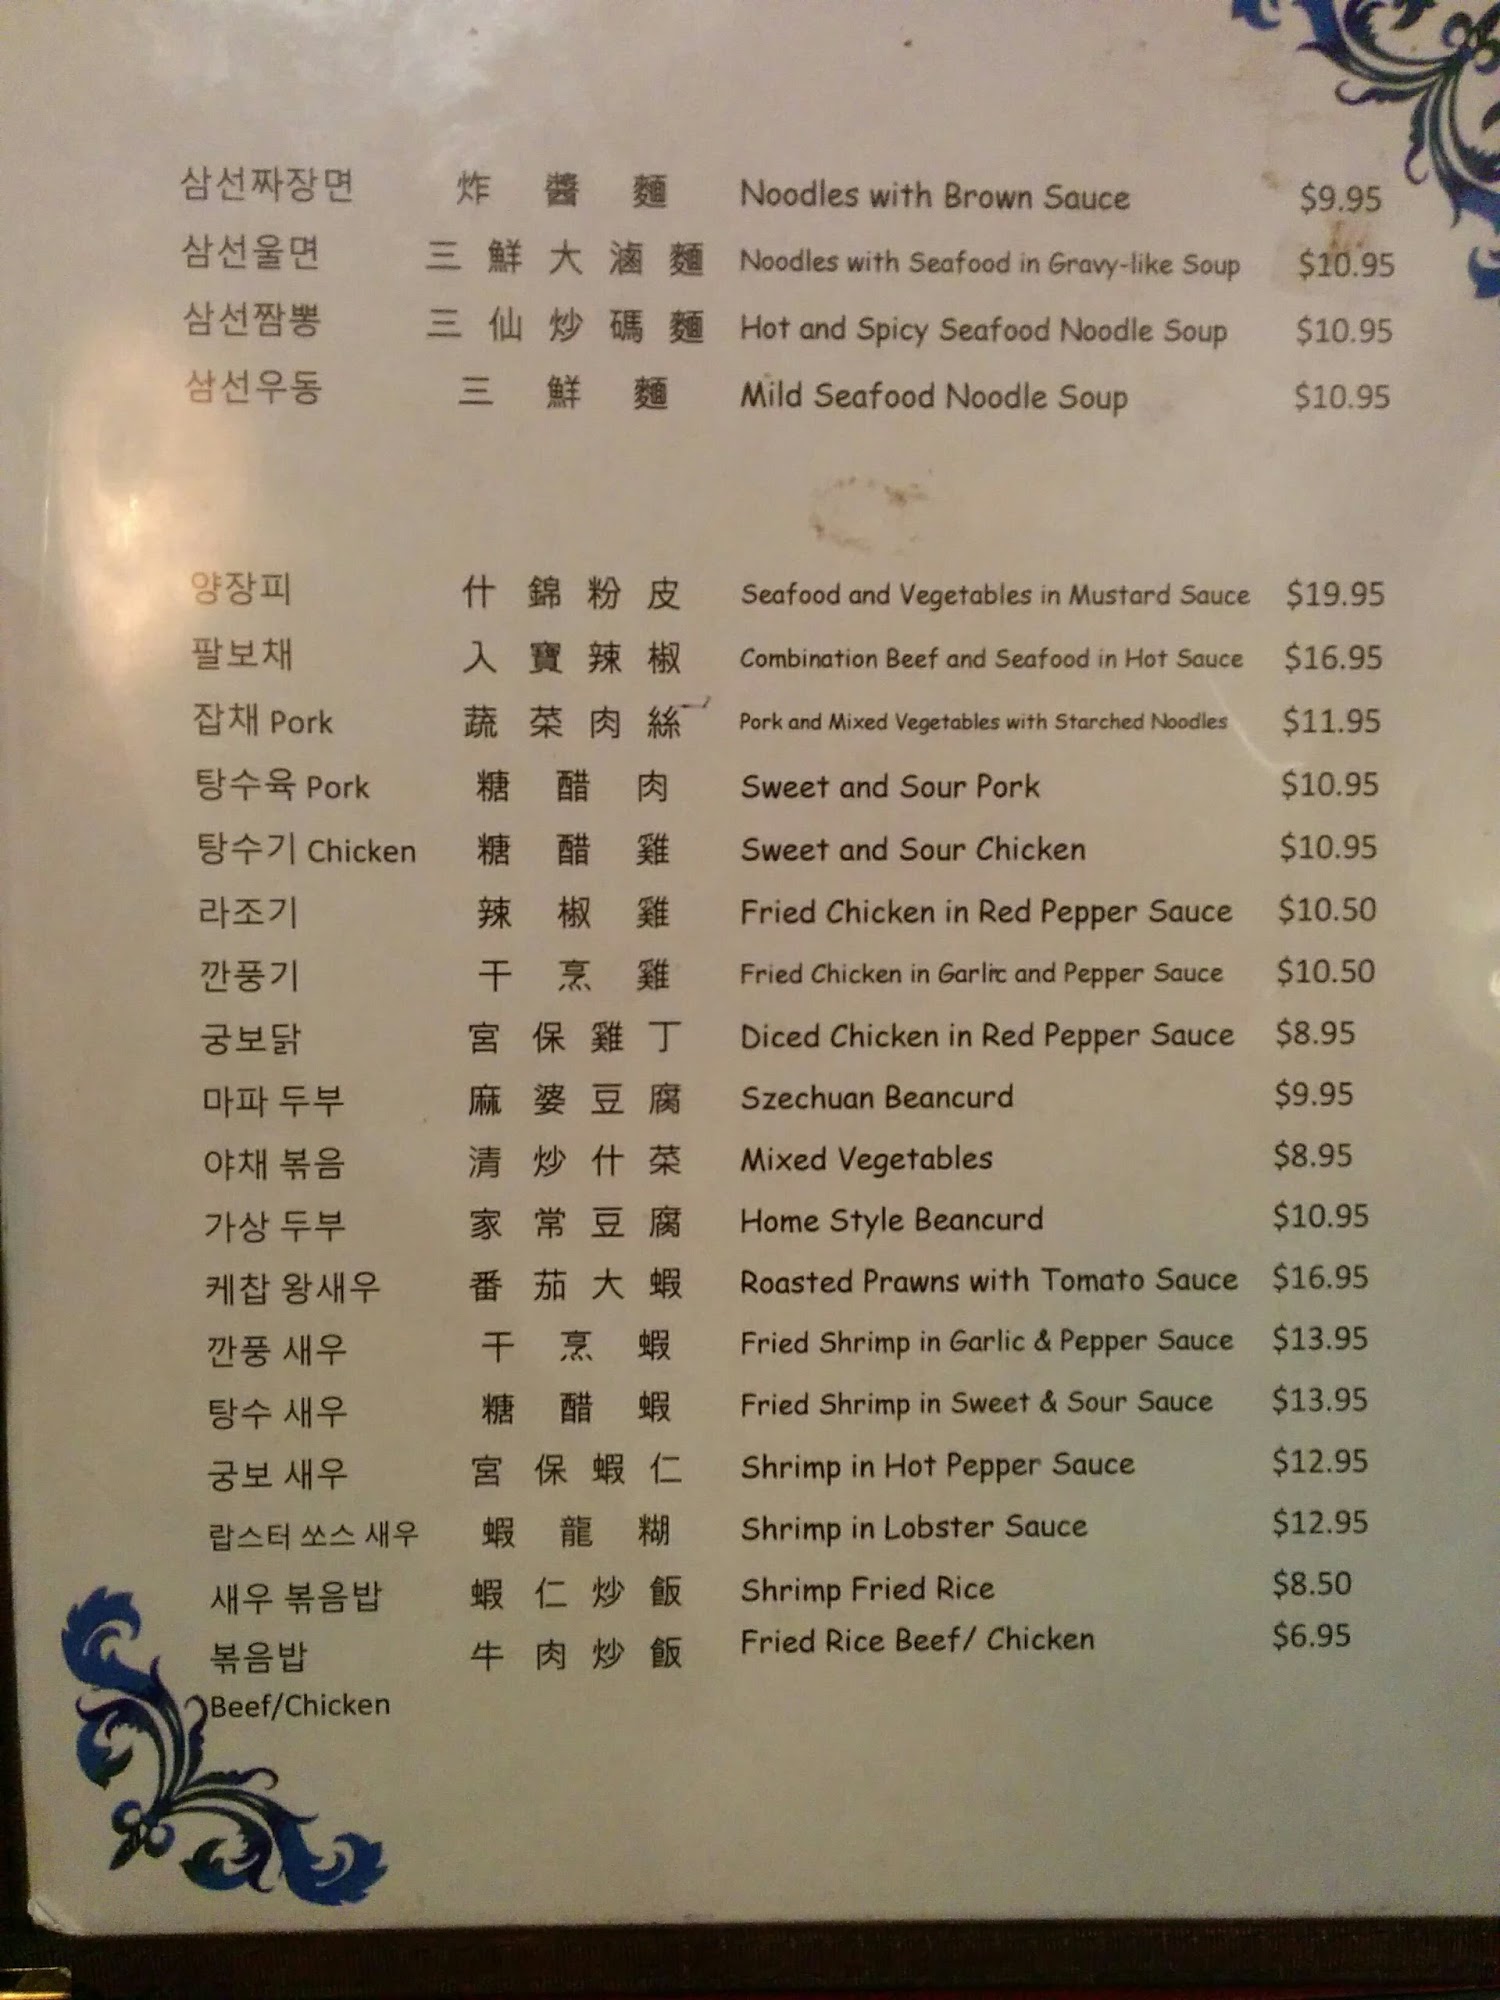 삼선짜장면 炸醬麵 Noodles with Brown Sauce $9.95
삼선울면 三鮮大滷麵 Noodles with Seafood in Gravy-like Soup $10.95
삼선짬뽕 三仙炒碼麵 Hot and Spicy Seafood Noodle Soup $10.95
삼선우동 三鮮麵 Mild Seafood Noodle Soup $10.95
양장피 什錦粉皮 Seafood and Vegetables in Mustard Sauce $19.95
팔보채 入寶辣椒 Combination Beef and Seafood in Hot Sauce $16.95
잡채 Pork 蔬菜肉絲 Pork and Mixed Vegetables with Starched Noodles $11.95
탕수육 Pork 糖醋肉 Sweet and Sour Pork $10.95
탕수기 Chicken 糖醋雞 Sweet and Sour Chicken $10.95
라조기 辣椒雞 Fried Chicken in Red Pepper Sauce $10.50
깐풍기 干烹雞 Fried Chicken in Garlic and Pepper Sauce $10.50
궁보닭 宮保雞丁 Diced Chicken in Red Pepper Sauce $8.95
마파 두부 麻婆豆腐 Szechuan Beancurd $9.95
야채 볶음 清炒什菜 Mixed Vegetables $8.95
가상 두부 家常豆腐 Home Style Beancurd $10.95
케찹 왕새우 番茄大蝦 Roasted Prawns with Tomato Sauce $16.95
깐풍 새우 干烹蝦 Fried Shrimp in Garlic & Pepper Sauce $13.95
탕수 새우 糖醋蝦 Fried Shrimp in Sweet & Sour Sauce $13.95
궁보 새우 宮保蝦仁 Shrimp in Hot Pepper Sauce $12.95
랍스터 쏘스 새우 蝦龍糊 Shrimp in Lobster Sauce $12.95
새우 볶음밥 蝦仁炒飯 Shrimp Fried Rice $8.50
볶음밥 牛肉炒飯 Fried Rice Beef/ Chicken $6.95
Beef/Chicken